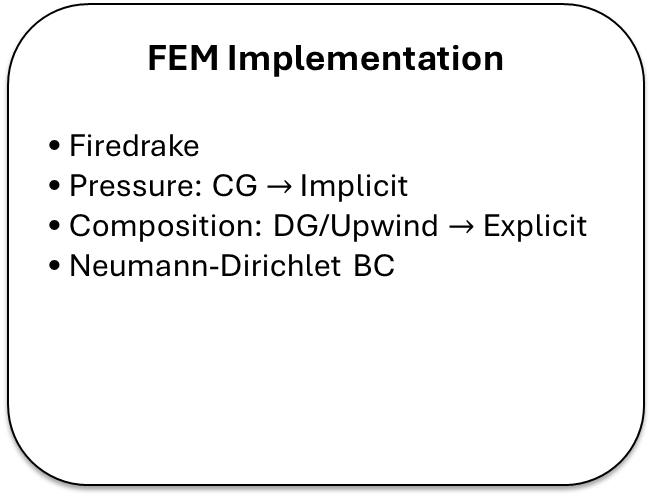 FEM Implementation
• Firedrake
• Pressure: CG → Implicit
• Composition: DG/Upwind → Explicit
• Neumann-Dirichlet BC